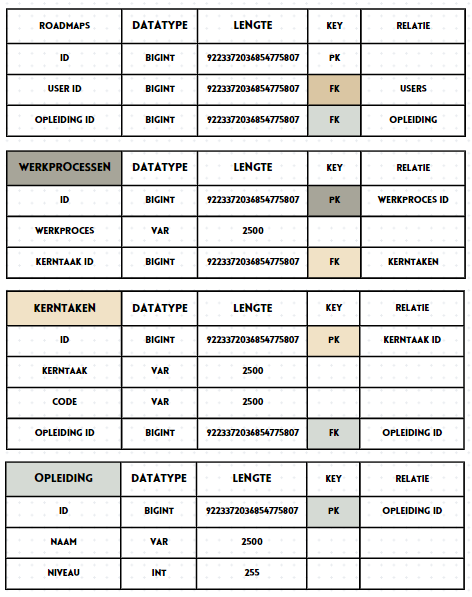 ROADMAPS DATATYPE LENGTE KEY RELATIE
ID BIGINT 9223372036854775807 PK
USER ID BIGINT 9223372036854775807 FK USERS
OPLEIDING ID BIGINT 9223372036854775807 FK OPLEIDING
WERKPROCESSEN DATATYPE LENGTE KEY RELATIE
ID BIGINT 9223372036854775807 PK WERKPROCES ID
WERKPROCES VAR 2500
KERNTAAK ID BIGINT 9223372036854775807 FK KERNTAKEN
KERNTAKEN DATATYPE LENGTE KEY RELATIE
ID BIGINT 9223372036854775807 PK KERNTAAK ID
KERNTAAK VAR 2500
CODE VAR 2500
OPLEIDING ID BIGINT 9223372036854775807 FK OPLEIDING ID
OPLEIDING DATATYPE LENGTE KEY RELATIE
ID BIGINT 9223372036854775807 PK OPLEIDING ID
NAAM VAR 2500
NIVEAU INT 255